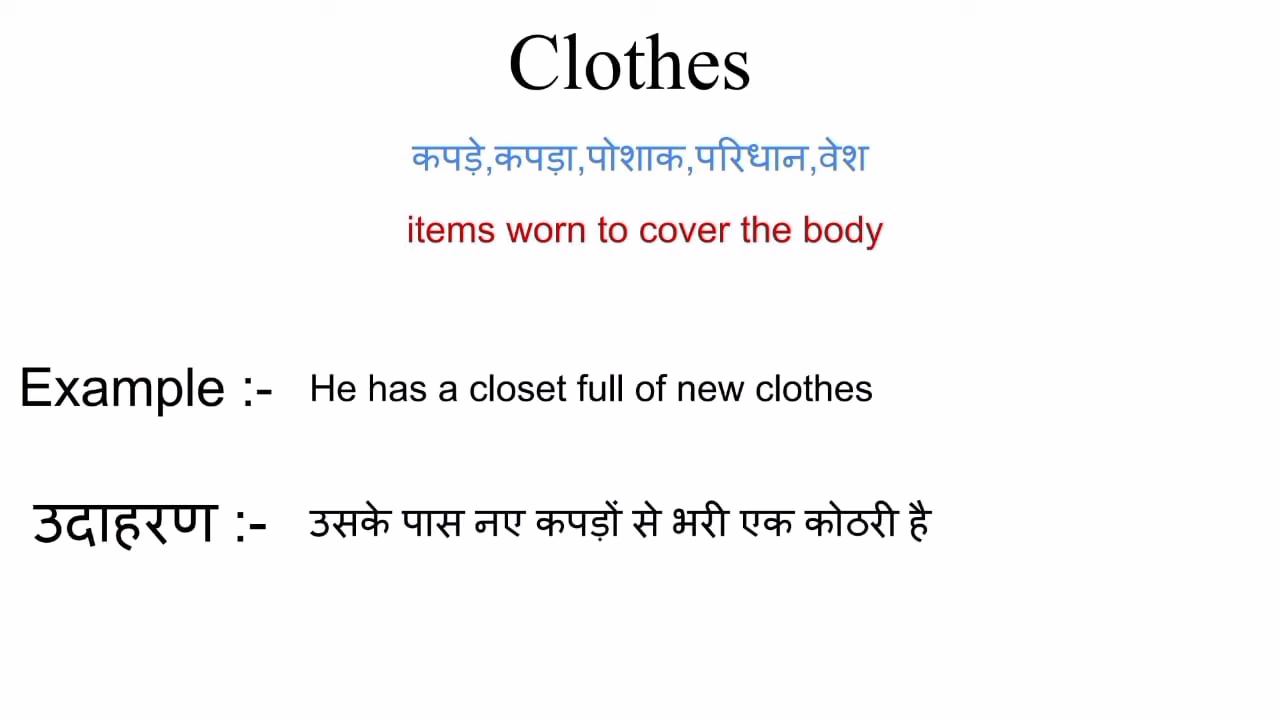 Clothes
कपड़े,कपड़ा,पोशाक,परिधान,वेश
items worn to cover the body
Example :- He has a closet full of new clothes
उदाहरण :- उसके पास नए कपड़ों से भरी एक कोठरी है